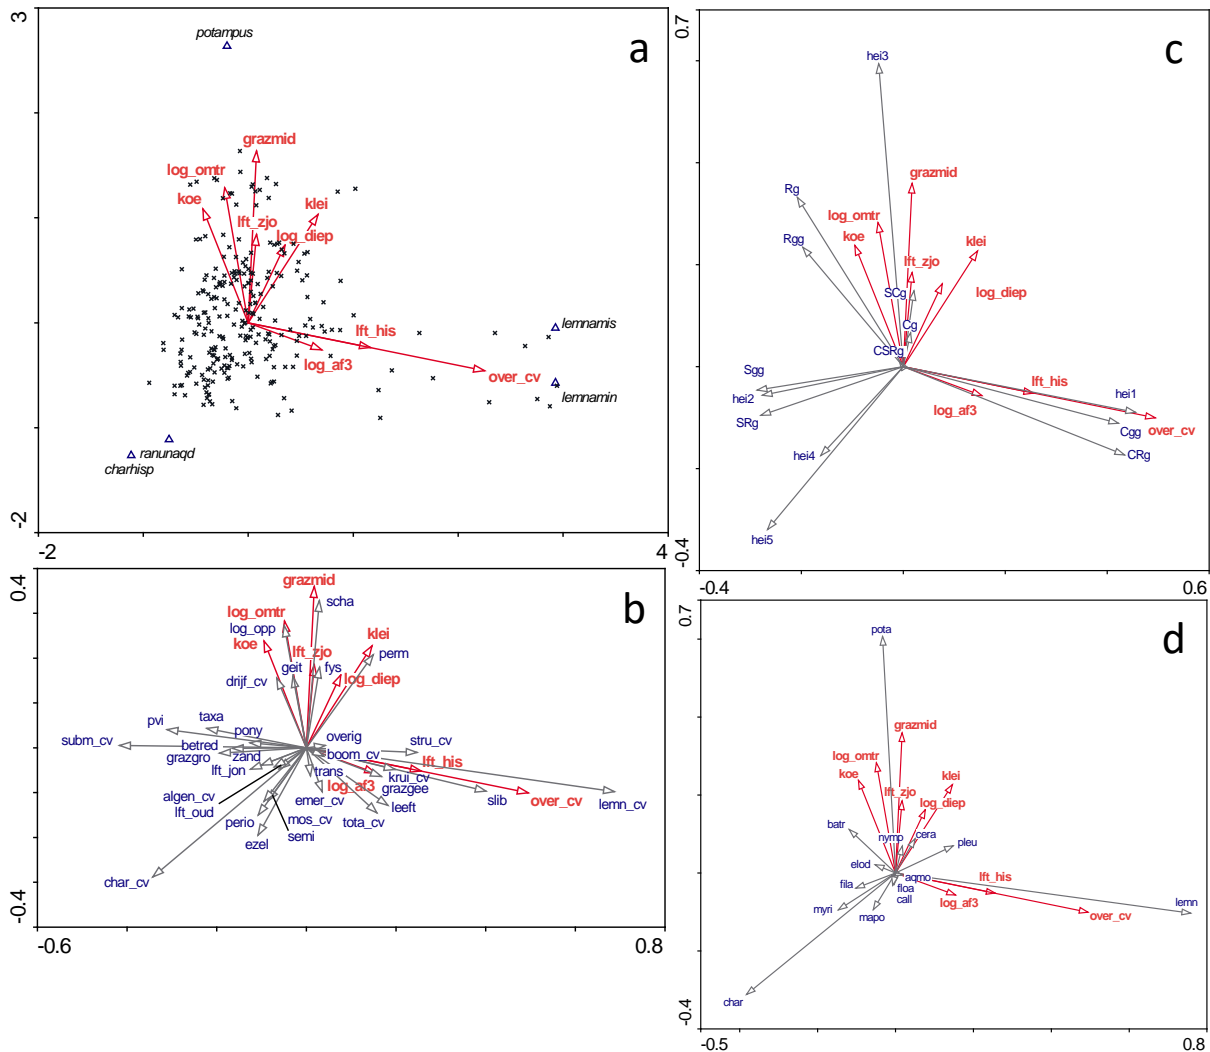 3
a
potampus
grazmid
log_omtr
koe
klei
lft_zjo
log_diep
lemnamis
lft_his
log_af3
over_cv
lemnamin
ranunaqd
charhisp
-2
-2
4
0.4
b
grazmid
scha
log_omtr
log_opp
koe
klei
lft_zjo
perm
geit
fys
log_diep
drijf_cv
pvi
taxa
pony
overig
subm_cv
betred
stru_cv
grazgro
zand
boom_cv
lft_his
lft_jon
trans
krui_cv
log_af3
grazgee
algen_cv
emer_cv
slib
over_cv
lemn_cv
lft_oud
leeft
perio
mos_cv
tota_cv
semi
ezel
char_cv
-0.4
-0.6
0.8
0.7
c
hei3
grazmid
Rg
log_omtr
koe
klei
Rgg
lft_zjo
SCg
log_diep
Cg
CSRg
Sgg
lft_his
hei2
hei1
log_af3
SRg
over_cv
Cgg
hei4
CRg
hei5
-0.4
-0.4
0.6
0.7
d
pota
grazmid
log_omtr
koe
klei
lft_zjo
log_diep
batr
nymp
cera
pleu
elod
aqmo
lft_his
fila
floa
call
log_af3
lemn
myri
mapo
over_cv
char
-0.4
-0.5
0.8